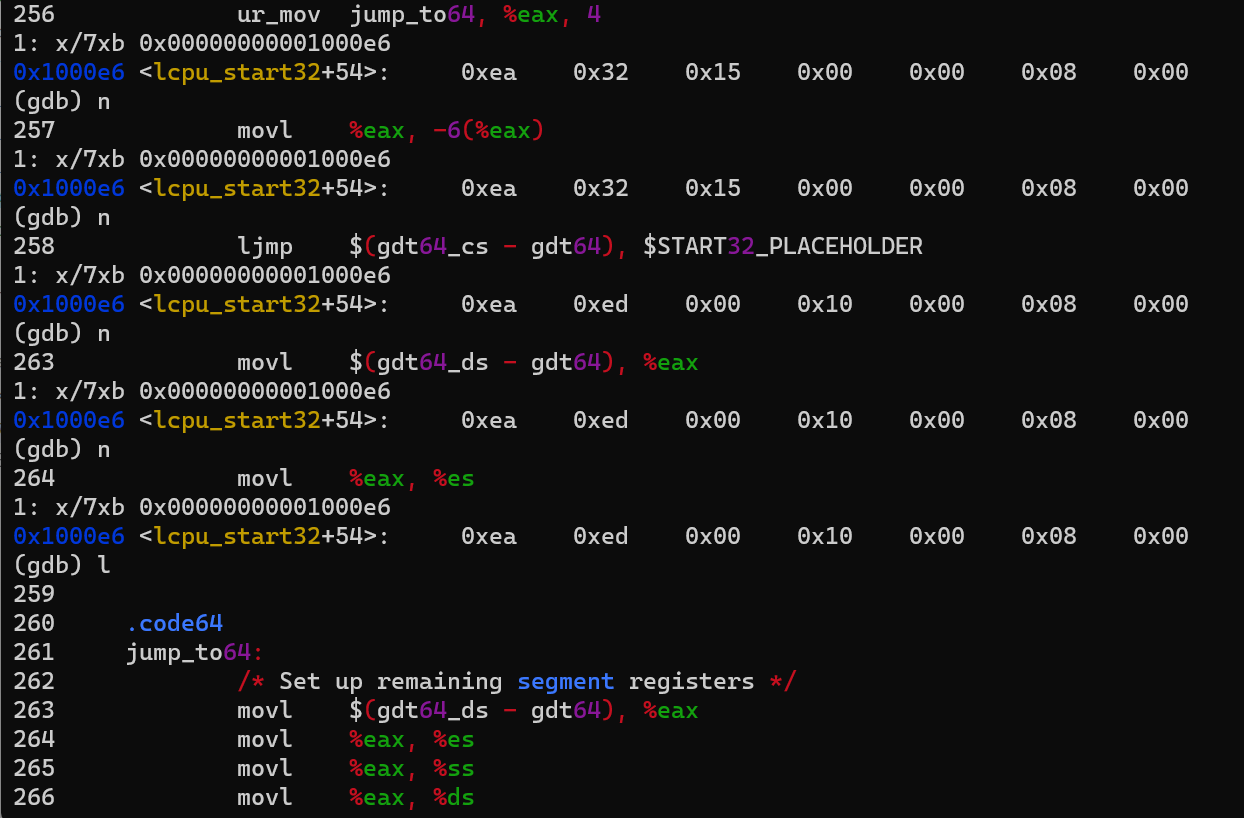 256             ur_mov  jump_to64, %eax, 4
1: x/7xb 0x00000000001000e6
0x1000e6 <lcpu_start32+54>:     0xea    0x32    0x15    0x00    0x00    0x08    0x00
(gdb) n
257             movl    %eax, -6(%eax)
1: x/7xb 0x00000000001000e6
0x1000e6 <lcpu_start32+54>:     0xea    0x32    0x15    0x00    0x00    0x08    0x00
(gdb) n
258             ljmp    $(gdt64_cs - gdt64), $START32_PLACEHOLDER
1: x/7xb 0x00000000001000e6
0x1000e6 <lcpu_start32+54>:     0xea    0xed    0x00    0x10    0x00    0x08    0x00
(gdb) n
263             movl    $(gdt64_ds - gdt64), %eax
1: x/7xb 0x00000000001000e6
0x1000e6 <lcpu_start32+54>:     0xea    0xed    0x00    0x10    0x00    0x08    0x00
(gdb) n
264             movl    %eax, %es
1: x/7xb 0x00000000001000e6
0x1000e6 <lcpu_start32+54>:     0xea    0xed    0x00    0x10    0x00    0x08    0x00
(gdb) l
259
260     .code64
261     jump_to64:
262             /* Set up remaining segment registers */
263             movl    $(gdt64_ds - gdt64), %eax
264             movl    %eax, %es
265             movl    %eax, %ss
266             movl    %eax, %ds